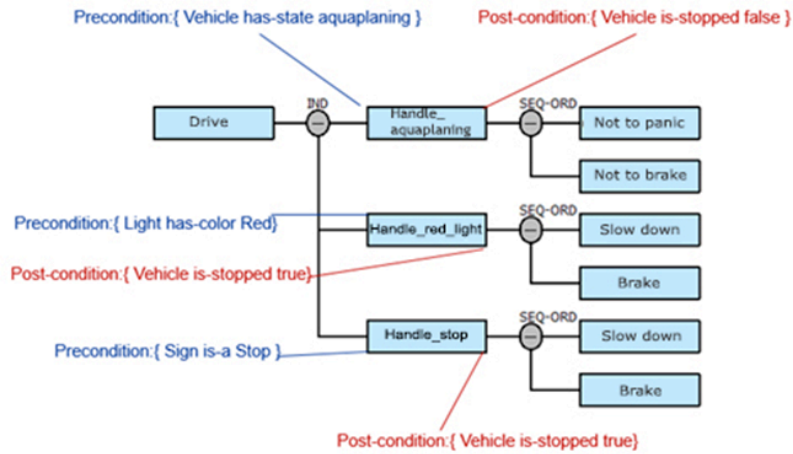 Precondition:{ Vehicle has-state aquaplaning }
Post-condition:{ Vehicle is-stopped false }
IND
SEQ-ORD
Drive
Handle_
aquaplaning
Not to panic
Not to brake
Precondition:{ Light has-color Red}
SEQ-ORD
Handle_red_light
Slow down
Post-condition:{ Vehicle is-stopped true}
Brake
SEQ-ORD
Handle_stop
Slow down
Precondition:{ Sign is-a Stop }
Brake
Post-condition:{ Vehicle is-stopped true}